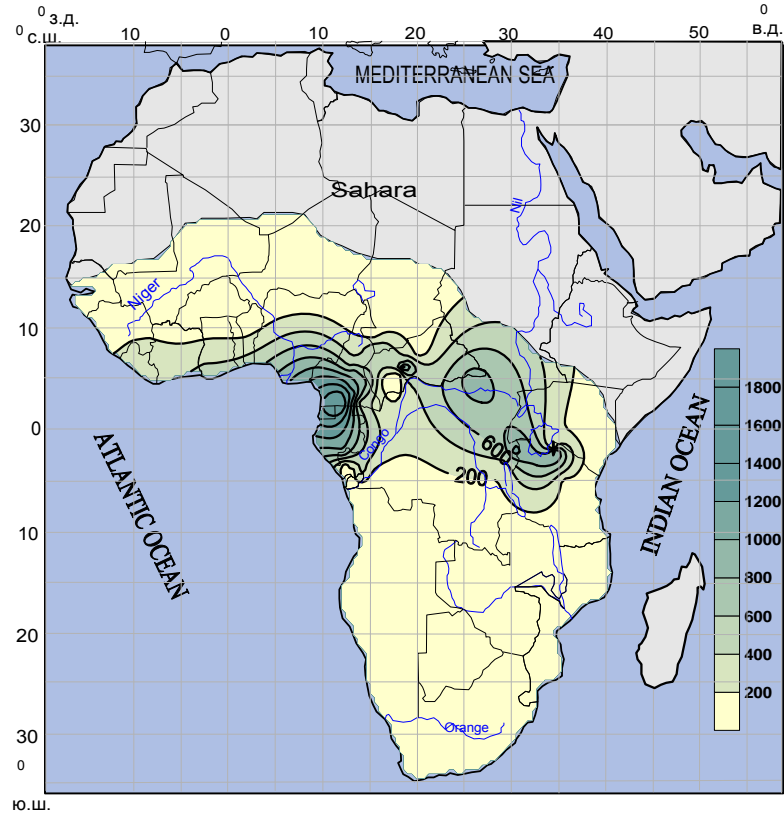 0 з.д.
0 с.ш.
0
в.д.
10
0
10
20
30
40
50
MEDITERRANEAN SEA
30
Sahara
20
Nil
Niger
10
1800
1600
1400
1200
1000
800
600
400
200
0
Congo
600
200
ATLANTIC OCEAN
INDIAN OCEAN
10
20
30
Orange
0
ю.ш.